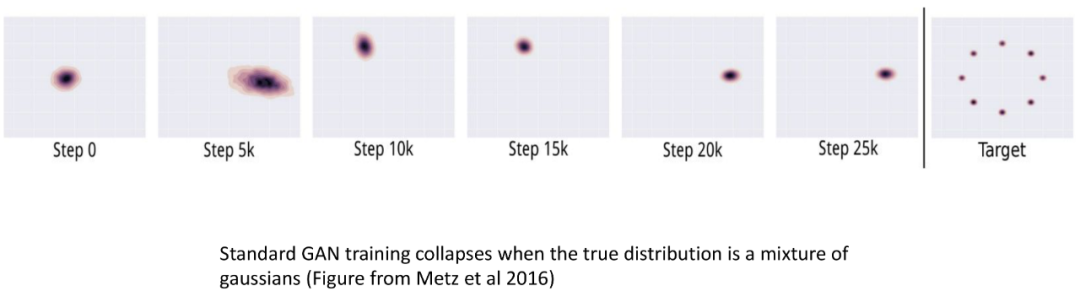 Step 0
Step 5k
Step 10k
Step 15k
Step 20k
Step 25k
Target
Standard GAN training collapses when the true distribution is a mixture of
gaussians (Figure from Metz et al 2016)